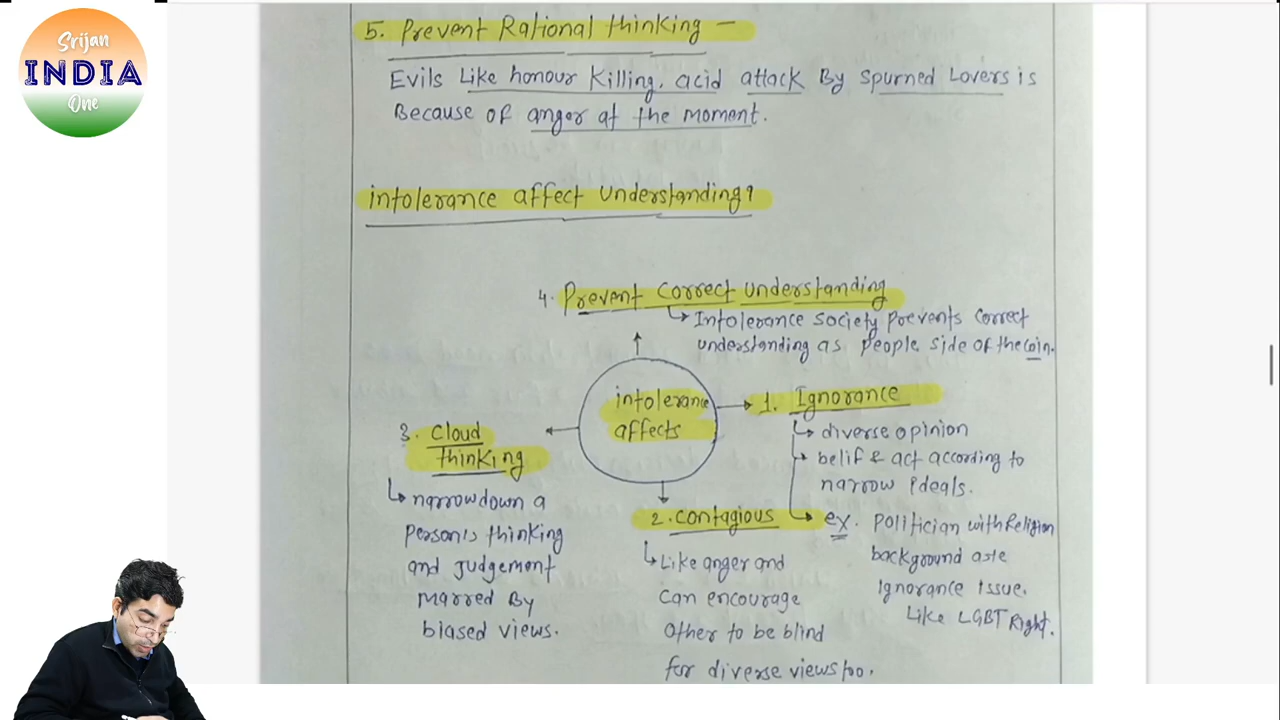 Srijan
INDIA
One
5. Prevent Rational thinking –
Evils Like honour Killing, acid attack By spurned Lovers is
Because of anger at the moment.
intolerance affect Understanding?
4. Prevent Correct understanding
Intolerance society prevents correct
understanding as people side of the coin.
intolerance
affects
1. Ignorance
diverse opinion
belif & act according to
narrow ideals.
ex. Politician with Religion
background
Ignorance issue.
Like LGBT Right.
2. contagious
Like anger and
Can encourage
Other to be blind
for diverse views too.
3. Cloud
thinking
narrowdown a
Person's thinking
and Judgement
marred By
biased views.